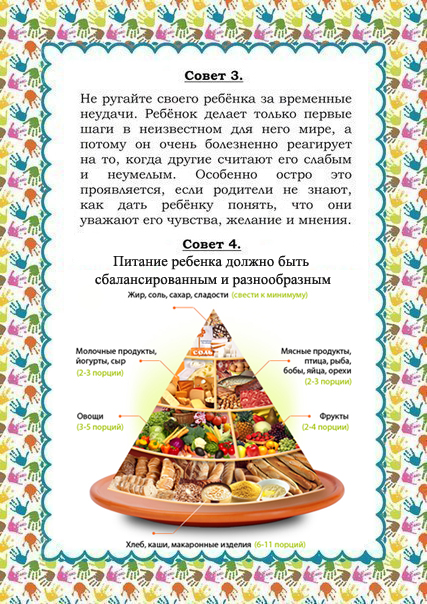 Совет 3.
Не ругайте своего ребёнка за временные
неудачи. Ребёнок делает только первые
шаги в неизвестном для него мире, а
потому он очень болезненно реагирует
на то, когда другие считают его слабым
и неумелым. Особенно остро это
проявляется, если родители не знают,
как дать ребёнку понять, что они
уважают его чувства, желание и мнения.
Совет 4.
Питание ребенка должно быть
сбалансированным и разнообразным
Жир, соль, сахар, сладости (свести к минимуму)
СОЛЬ
Молочные продукты,
йогурты, сыр
(2-3 порции)
Мясные продукты,
птица, рыба,
бобы, яйца, орехи
(2-3 порции)
Овощи
(3-5 порций)
Фрукты
(2-4 порции)
Хлеб, каши, макаронные изделия (6-11 порций)